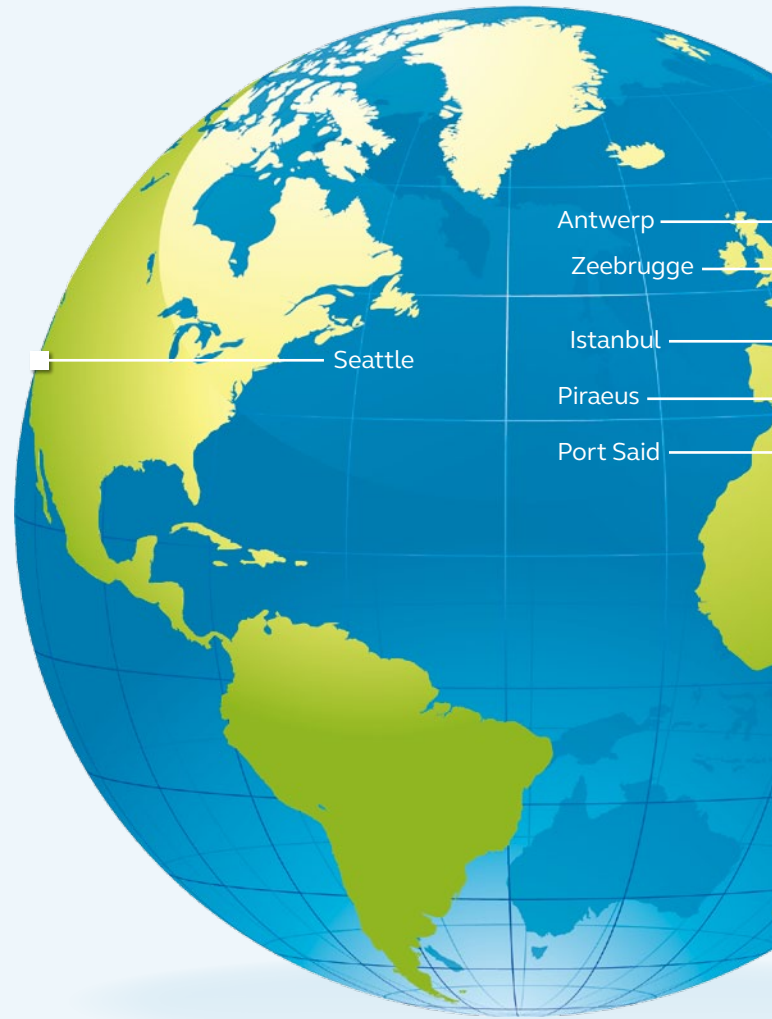 Antwerp
Zeebrugge
Istanbul
Seattle
Piraeus
Port Said